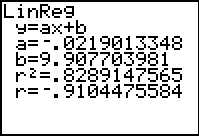 LinReg
y=ax+b
a=-.0219013348
b=9.907703981
r²=.8289147565
r=-.9104475584